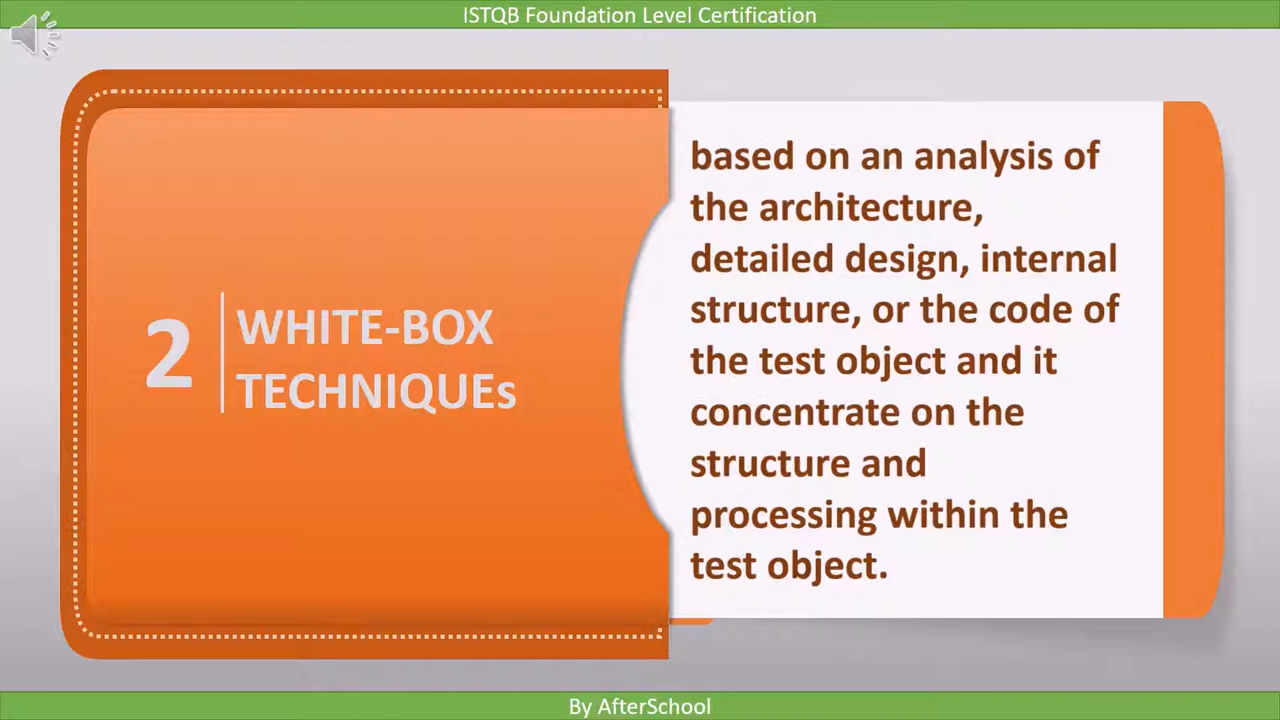 ISTQB Foundation Level Certification
2
WHITE-BOX
TECHNIQUEs
based on an analysis of
the architecture,
detailed design, internal
structure, or the code of
the test object and it
concentrate on the
structure and
processing within the
test object.
By AfterSchool